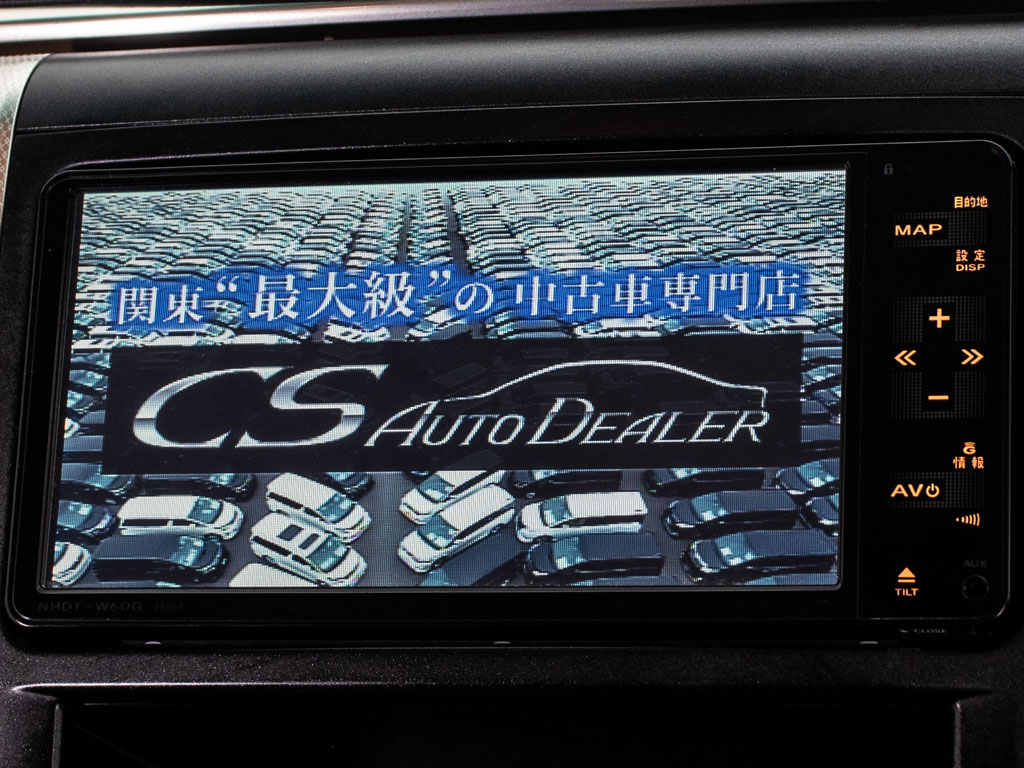 関東“最大級”の中古車専門店
CS AUTO DEALER
目的地
MAP
設定
DISP
+
−
情報
AV
TILT
AUX
CLOSE
NHDT-W60G